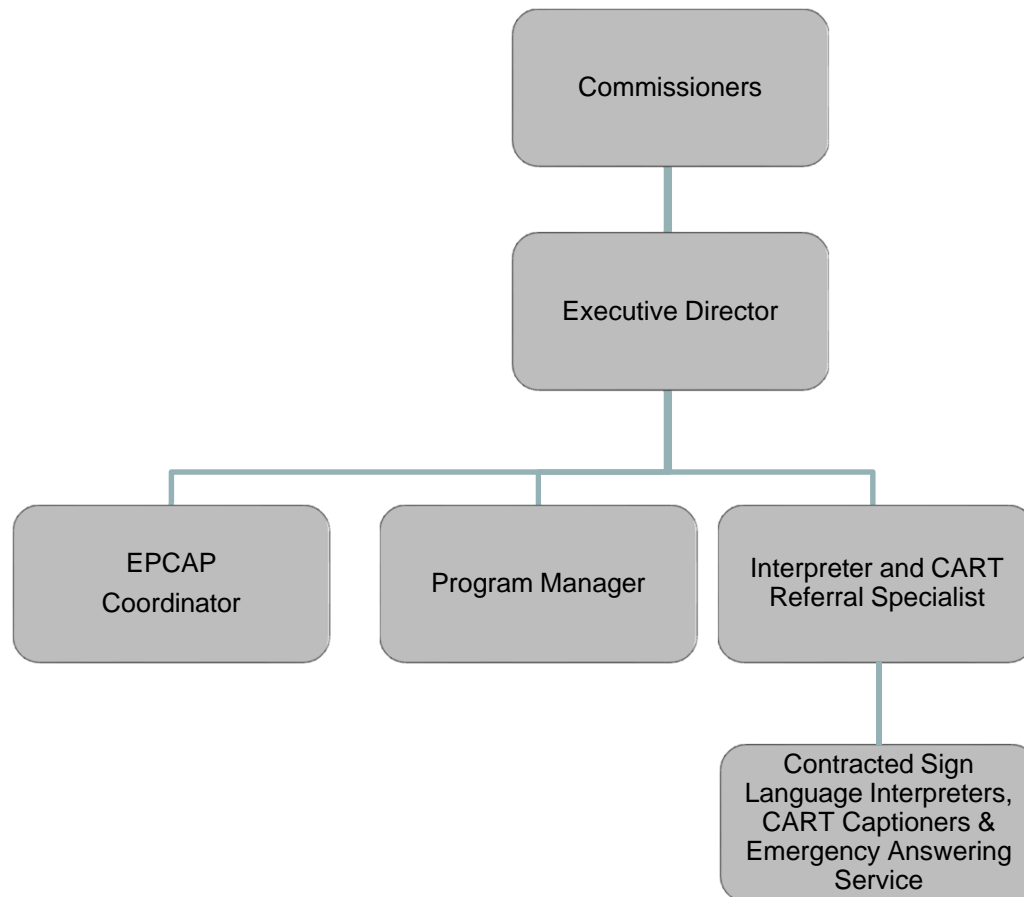 Commissioners
Executive Director
EPCAP
Coordinator
Program Manager
Interpreter and CART
Referral Specialist
Contracted Sign
Language Interpreters,
CART Captioners &
Emergency Answering
Service